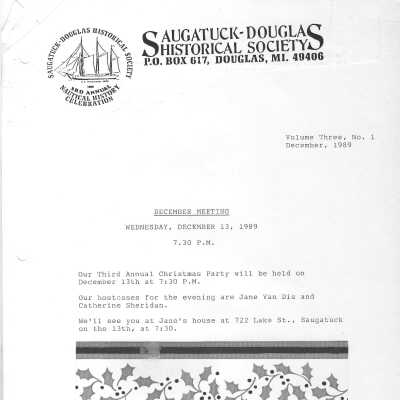 SAUGATUCK-DOUGLAS HISTORICAL SOCIETY
3RD ANNUAL
NAUTICAL HISTORY
CELEBRATION
SAUGATUCK-DOUGLAS
HISTORICAL SOCIETY
P.O. BOX 617, DOUGLAS, MI. 49406
Volume Three, No. 1
December, 1989
DECEMBER MEETING
WEDNESDAY, DECEMBER 13, 1989
7.30 P.M.
Our Third Annual Christmas Party will be held on
December 13th at 7:30 P.M.
Our hostesses for the evening are Jane Van Dis and
Catherine Sheridan.
We'll see you at Jane's house at 722 Lake St., Saugatuck
on the 13th, at 7:30.